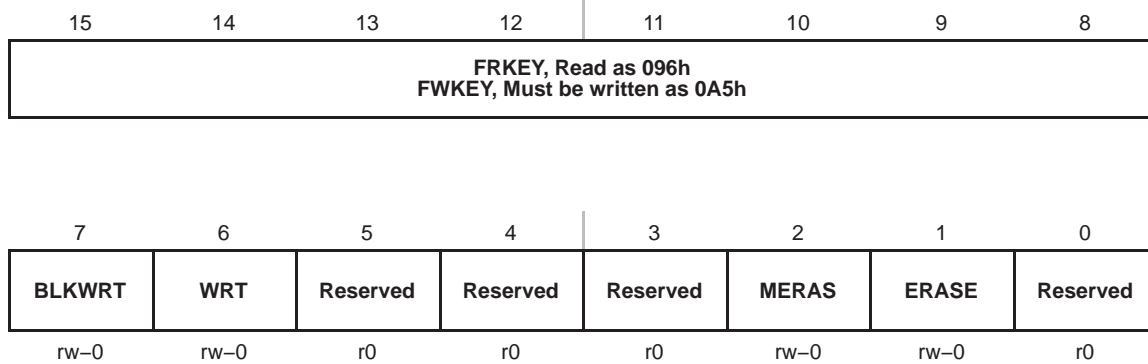 15 14 13 12 11 10 9 8
FRKEY, Read as 096h
FWKEY, Must be written as 0A5h
7 6 5 4 3 2 1 0
BLKWRT WRT Reserved Reserved Reserved MERAS ERASE Reserved
rw−0 rw−0 r0 r0 r0 rw−0 rw−0 r0